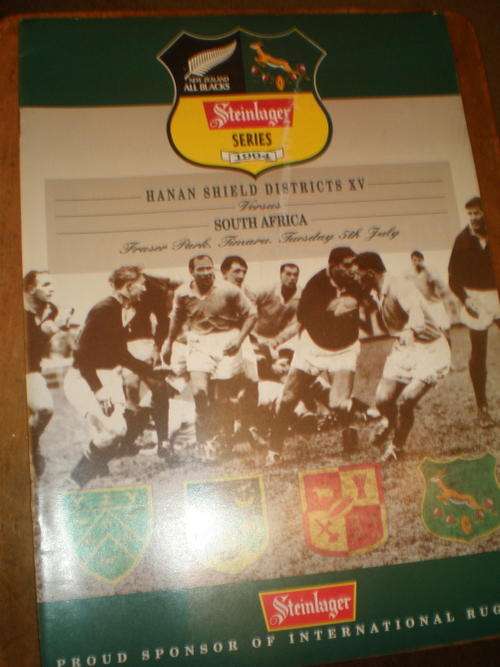 NEW ZEALAND
ALL BLACKS
Steinlager
SERIES
1994
HANAN SHIELD DISTRICTS XV
Versus
SOUTH AFRICA
Fraser Park, Timaru, Tuesday 5th July
Steinlager
PROUD SPONSOR OF INTERNATIONAL RUG